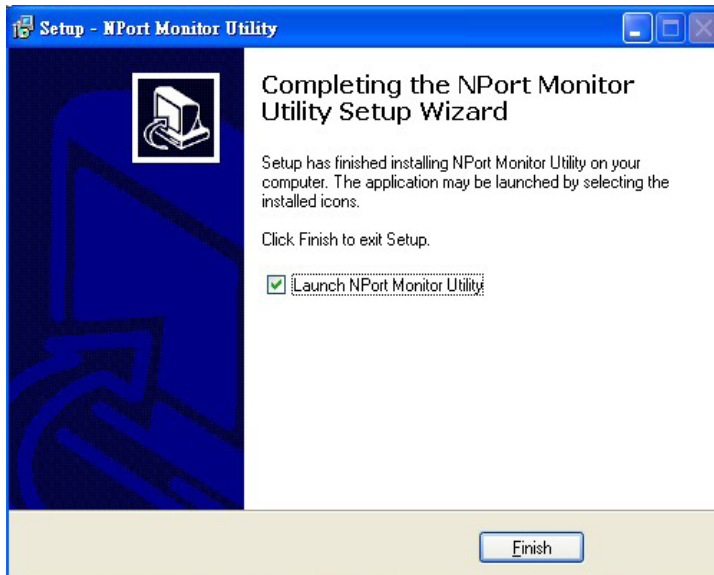 Setup - NPort Monitor Utility
Completing the NPort Monitor
Utility Setup Wizard
Setup has finished installing NPort Monitor Utility on your
computer. The application may be launched by selecting the
installed icons.
Click Finish to exit Setup.
Launch NPort Monitor Utility
Finish